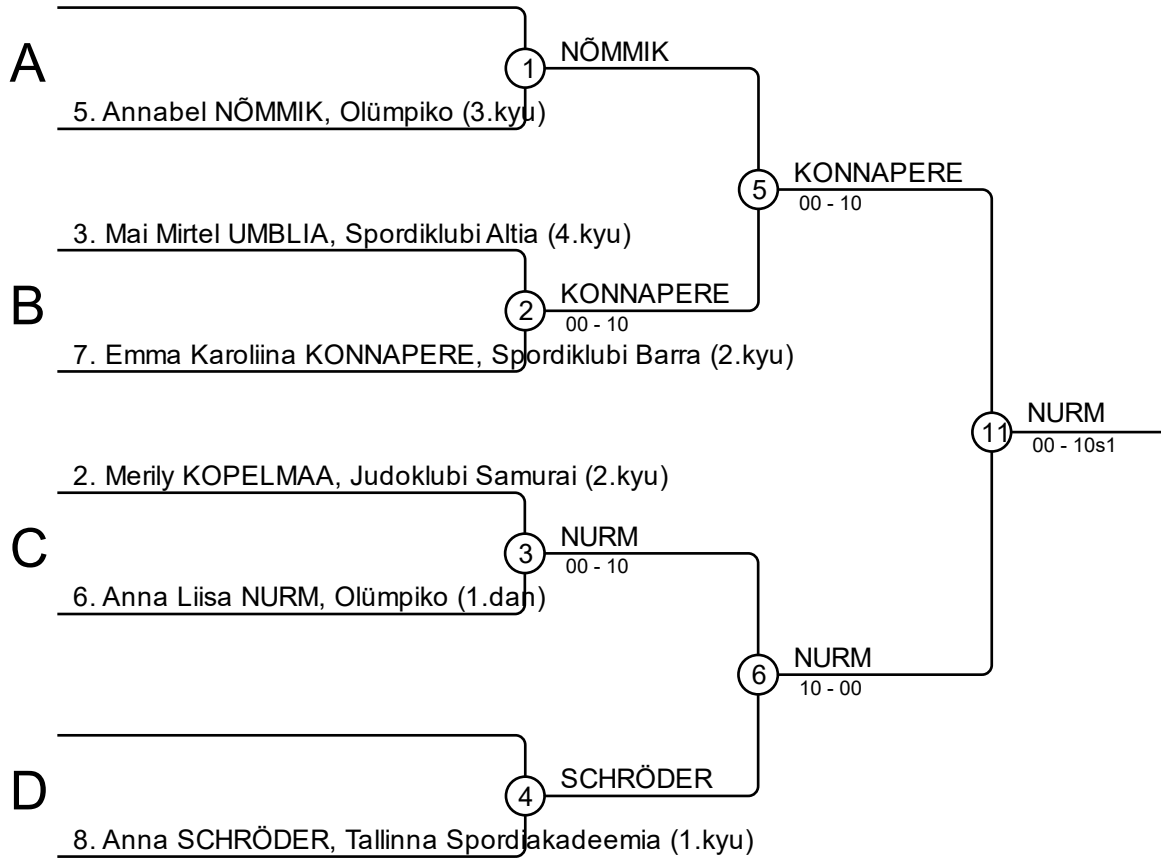 A
1
NÕMMIK
5. Annabel NÕMMIK, Olümpiko (3.kyu)
5
KONNAPERE
00 - 10
3. Mai Mirtel UMBLIA, Spordiklubi Altia (4.kyu)
B
2
KONNAPERE
00 - 10
7. Emma Karoliina KONNAPERE, Spordiklubi Barra (2.kyu)
11
NURM
00 - 10s1
2. Merily KOPELMAA, Judoklubi Samurai (2.kyu)
C
3
NURM
00 - 10
6. Anna Liisa NURM, Olümpiko (1.dan)
6
NURM
10 - 00
D
4
SCHRÖDER
8. Anna SCHRÖDER, Tallinna Spordiakadeemia (1.kyu)